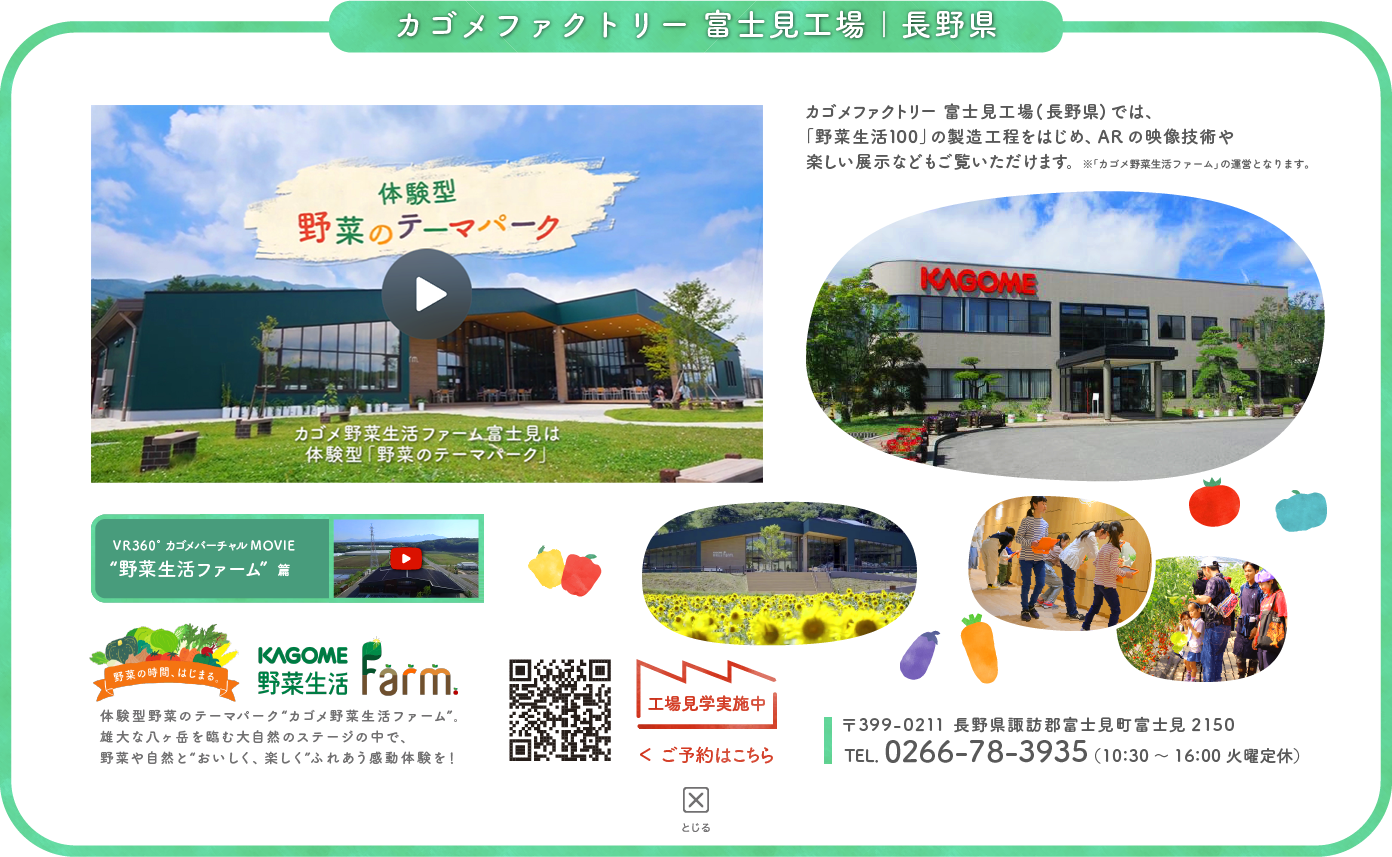 カゴメファクトリー 富士見工場｜長野県
体験型
野菜のテーマパーク
カゴメ野菜生活ファーム富士見は
体験型「野菜のテーマパーク」
カゴメファクトリー 富士見工場(長野県)では、
「野菜生活100」の製造工程をはじめ、ARの映像技術や
楽しい展示などもご覧いただけます。 ※「カゴメ野菜生活ファーム」の運営となります。
KAGOME
VR360° カゴメバーチャルMOVIE
“野菜生活ファーム” 篇
野菜の時間、はじまる。
KAGOME
野菜生活
Farm.
体験型野菜のテーマパーク“カゴメ野菜生活ファーム”。
雄大な八ヶ岳を臨む大自然のステージの中で、
野菜や自然と“おいしく、楽しく”ふれあう感動体験を！
工場見学実施中
< ご予約はこちら
〒399-0211 長野県諏訪郡富士見町富士見2150
TEL. 0266-78-3935（10:30 ～ 16:00 火曜定休）
とじる